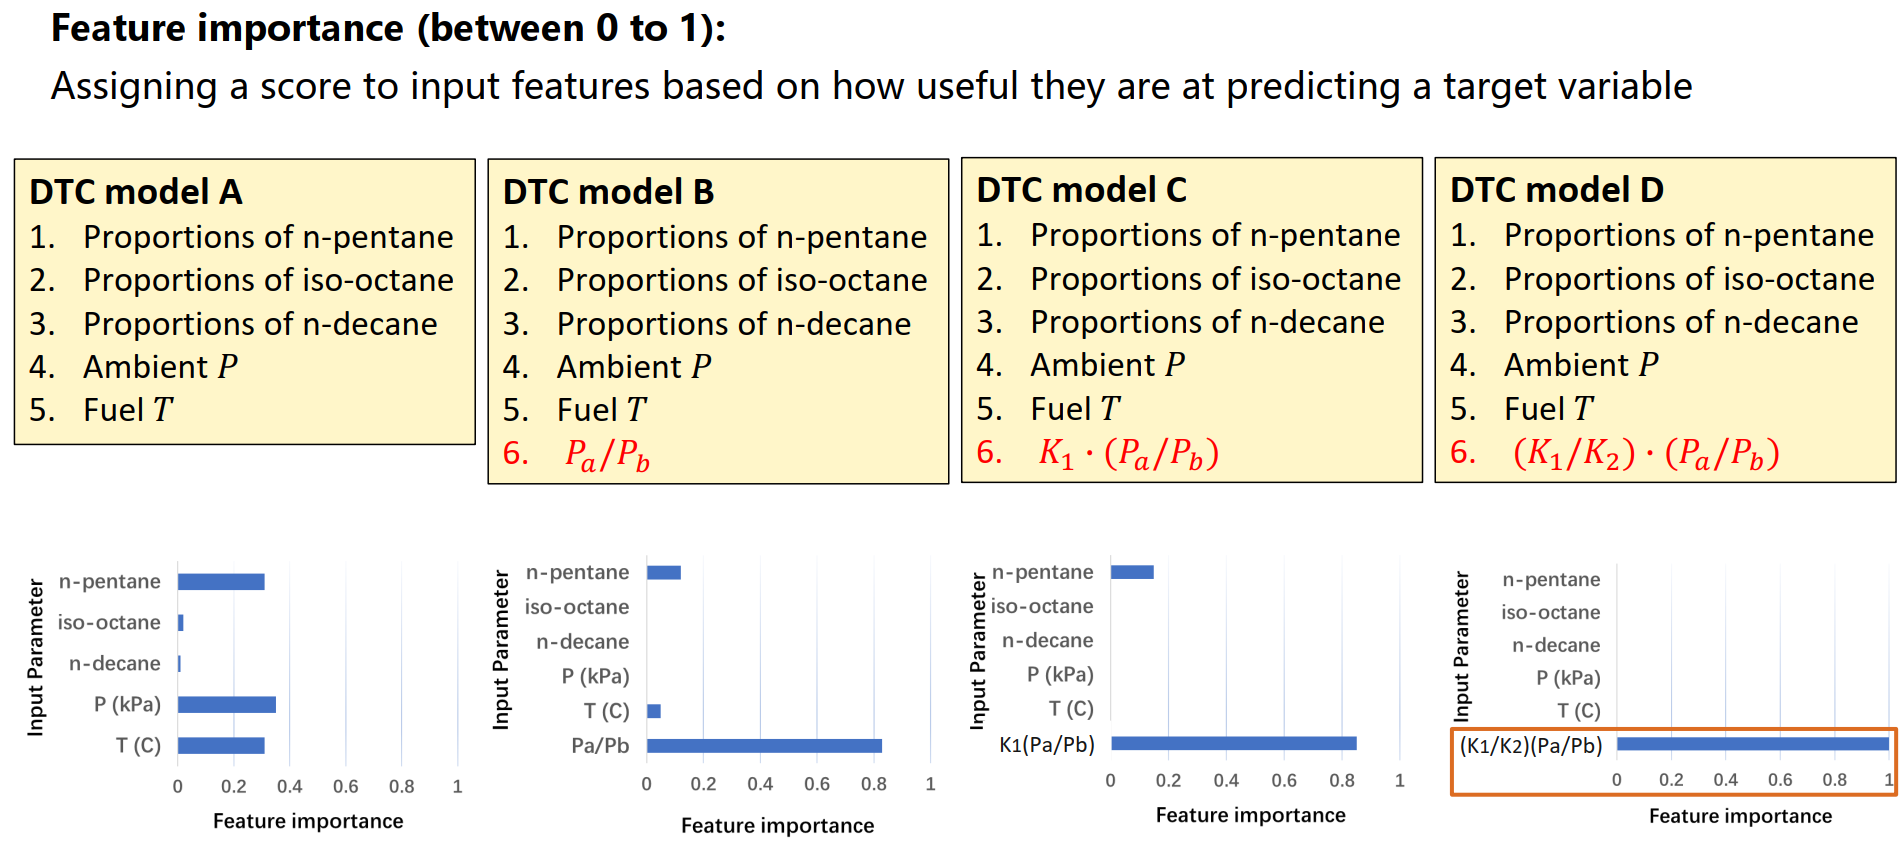 Feature importance (between 0 to 1):
Assigning a score to input features based on how useful they are at predicting a target variable
DTC model A
1. Proportions of n-pentane
2. Proportions of iso-octane
3. Proportions of n-decane
4. Ambient P
5. Fuel T
DTC model B
1. Proportions of n-pentane
2. Proportions of iso-octane
3. Proportions of n-decane
4. Ambient P
5. Fuel T
6. Pₐ/P_b
DTC model C
1. Proportions of n-pentane
2. Proportions of iso-octane
3. Proportions of n-decane
4. Ambient P
5. Fuel T
6. K₁ · (Pₐ/P_b)
DTC model D
1. Proportions of n-pentane
2. Proportions of iso-octane
3. Proportions of n-decane
4. Ambient P
5. Fuel T
6. (K₁/K₂) · (Pₐ/P_b)
Input Parameter
n-pentane
iso-octane
n-decane
P (kPa)
T (C)
0 0.2 0.4 0.6 0.8 1
Feature importance
Input Parameter
n-pentane
iso-octane
n-decane
P (kPa)
T (C)
Pa/Pb
0 0.2 0.4 0.6 0.8 1
Feature importance
Input Parameter
n-pentane
iso-octane
n-decane
P (kPa)
T (C)
K1(Pa/Pb)
0 0.2 0.4 0.6 0.8 1
Feature importance
Input Parameter
n-pentane
iso-octane
n-decane
P (kPa)
T (C)
(K1/K2)(Pa/Pb)
0 0.2 0.4 0.6 0.8 1
Feature importance